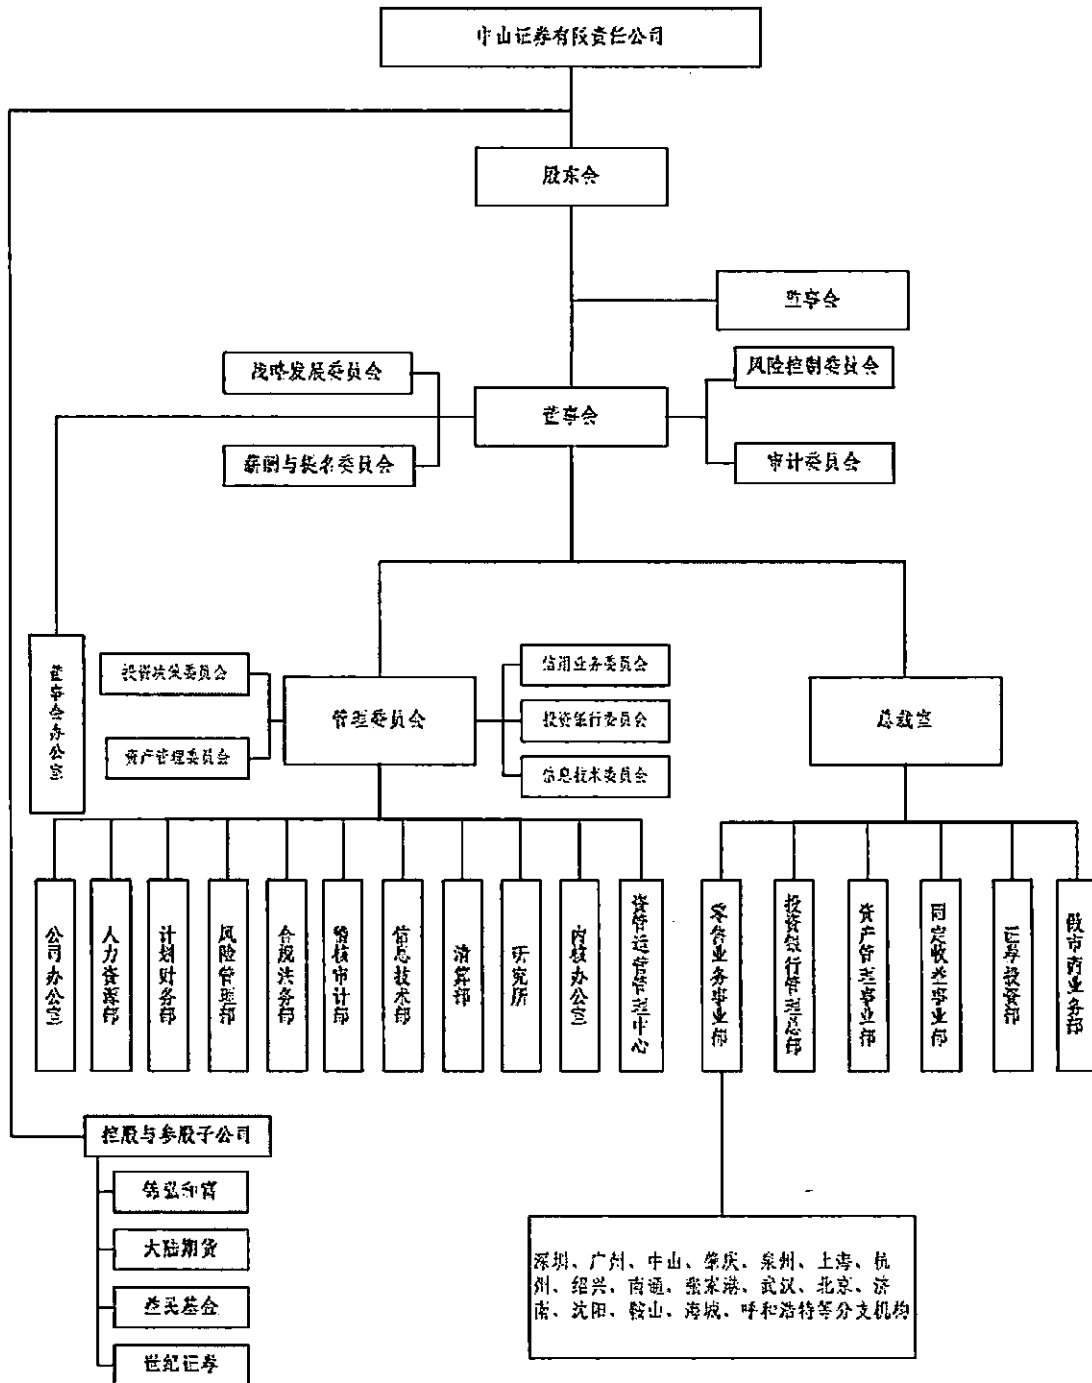 中山证券有限责任公司
股东会
监事会
战略发展委员会
风险控制委员会
董事会
薪酬与提名委员会
审计委员会
董事会办公室
投资决策委员会
信用业务委员会
管理委员会
投资银行委员会
总裁室
资产管理委员会
信息技术委员会
公司办公室
人力资源部
计划财务部
风险管理部
合规法务部
稽核审计部
信息技术部
清算部
研究所
内核办公室
资管运营管理中心
零售业务事业部
投资银行管理总部
资产管理事业部
固定收益事业部
证券投资部
做市商业务部
控股与参股子公司
锦弘和富
大陆期货
益民基金
世纪证券
深圳、广州、中山、肇庆、泉州、上海、杭
州、绍兴、南通、张家港、武汉、北京、济
南、沈阳、鞍山、海城、呼和浩特等分支机构